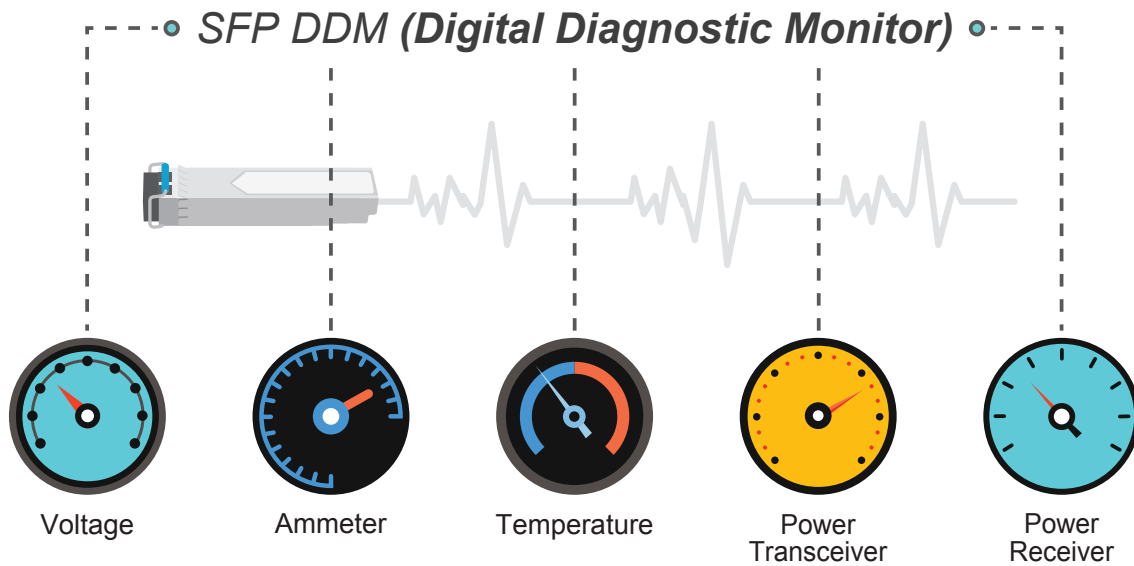 SFP DDM (Digital Diagnostic Monitor)
Voltage
Ammeter
Temperature
Power
Transceiver
Power
Receiver